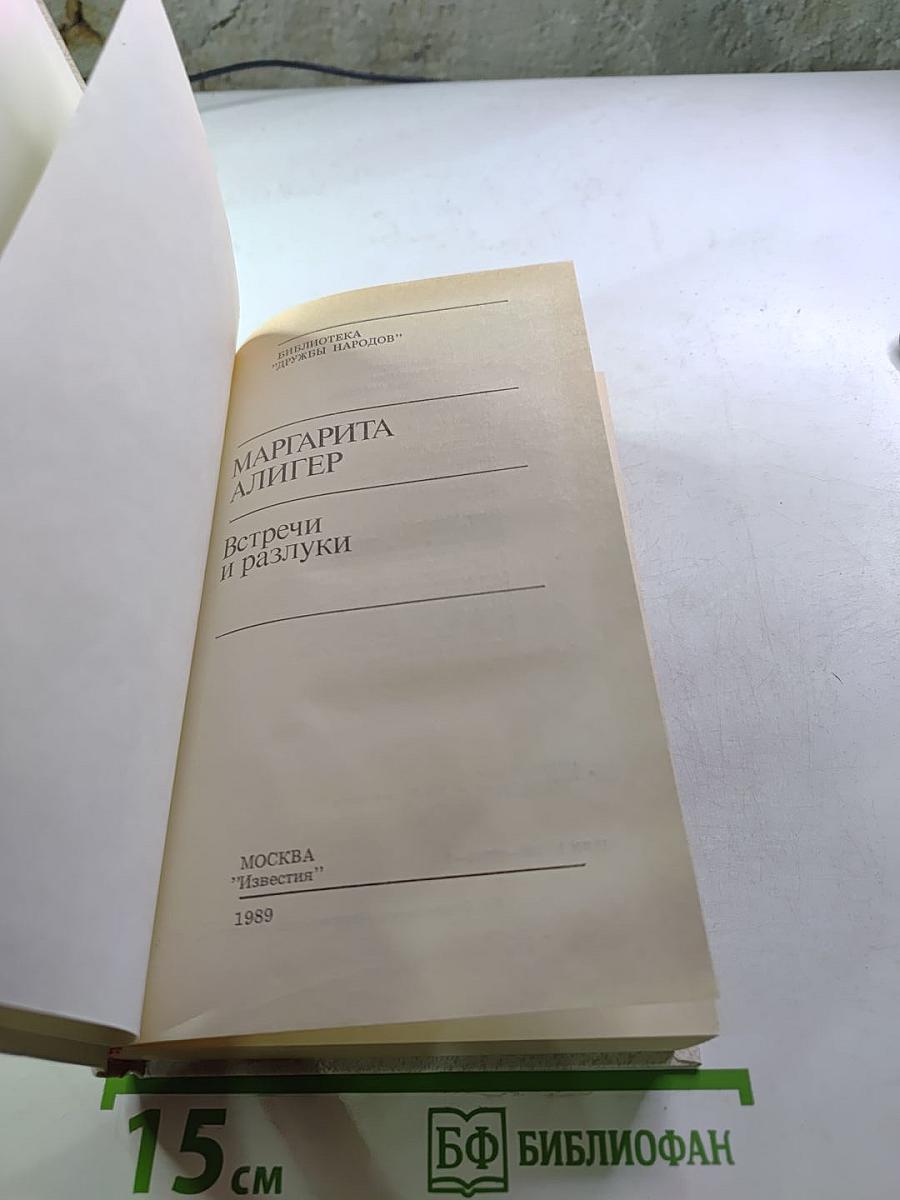 БИБЛИОТЕКА
"ДРУЖБЫ НАРОДОВ"
МАРГАРИТА
АЛИГЕР
Встречи
и разлуки
МОСКВА
"Известия"
1989
15 см
БФ БИБЛИОФАН